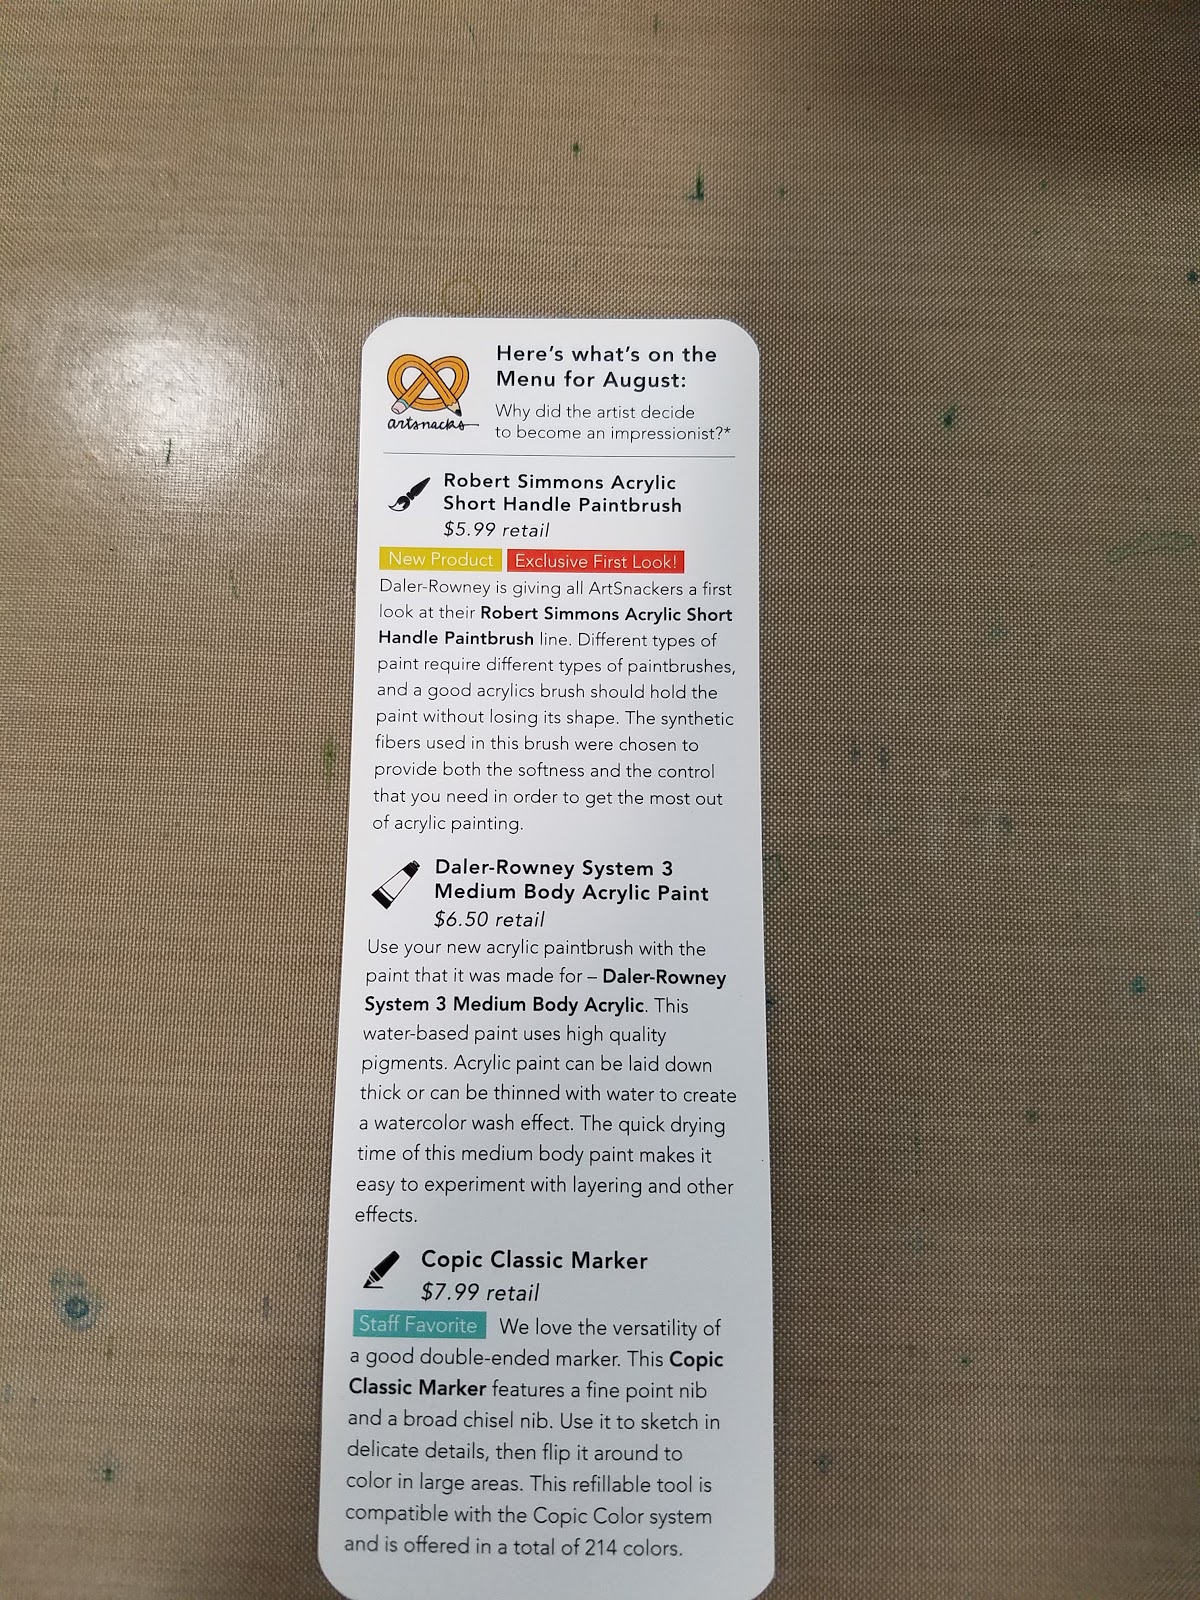 artsnacks
Here's what's on the
Menu for August:
Why did the artist decide
to become an impressionist?*
Robert Simmons Acrylic
Short Handle Paintbrush
$5.99 retail
New Product Exclusive First Look!
Daler-Rowney is giving all ArtSnackers a first
look at their Robert Simmons Acrylic Short
Handle Paintbrush line. Different types of
paint require different types of paintbrushes,
and a good acrylics brush should hold the
paint without losing its shape. The synthetic
fibers used in this brush were chosen to
provide both the softness and the control
that you need in order to get the most out
of acrylic painting.
Daler-Rowney System 3
Medium Body Acrylic Paint
$6.50 retail
Use your new acrylic paintbrush with the
paint that it was made for – Daler-Rowney
System 3 Medium Body Acrylic. This
water-based paint uses high quality
pigments. Acrylic paint can be laid down
thick or can be thinned with water to create
a watercolor wash effect. The quick drying
time of this medium body paint makes it
easy to experiment with layering and other
effects.
Copic Classic Marker
$7.99 retail
Staff Favorite We love the versatility of
a good double-ended marker. This Copic
Classic Marker features a fine point nib
and a broad chisel nib. Use it to sketch in
delicate details, then flip it around to
color in large areas. This refillable tool is
compatible with the Copic Color system
and is offered in a total of 214 colors.